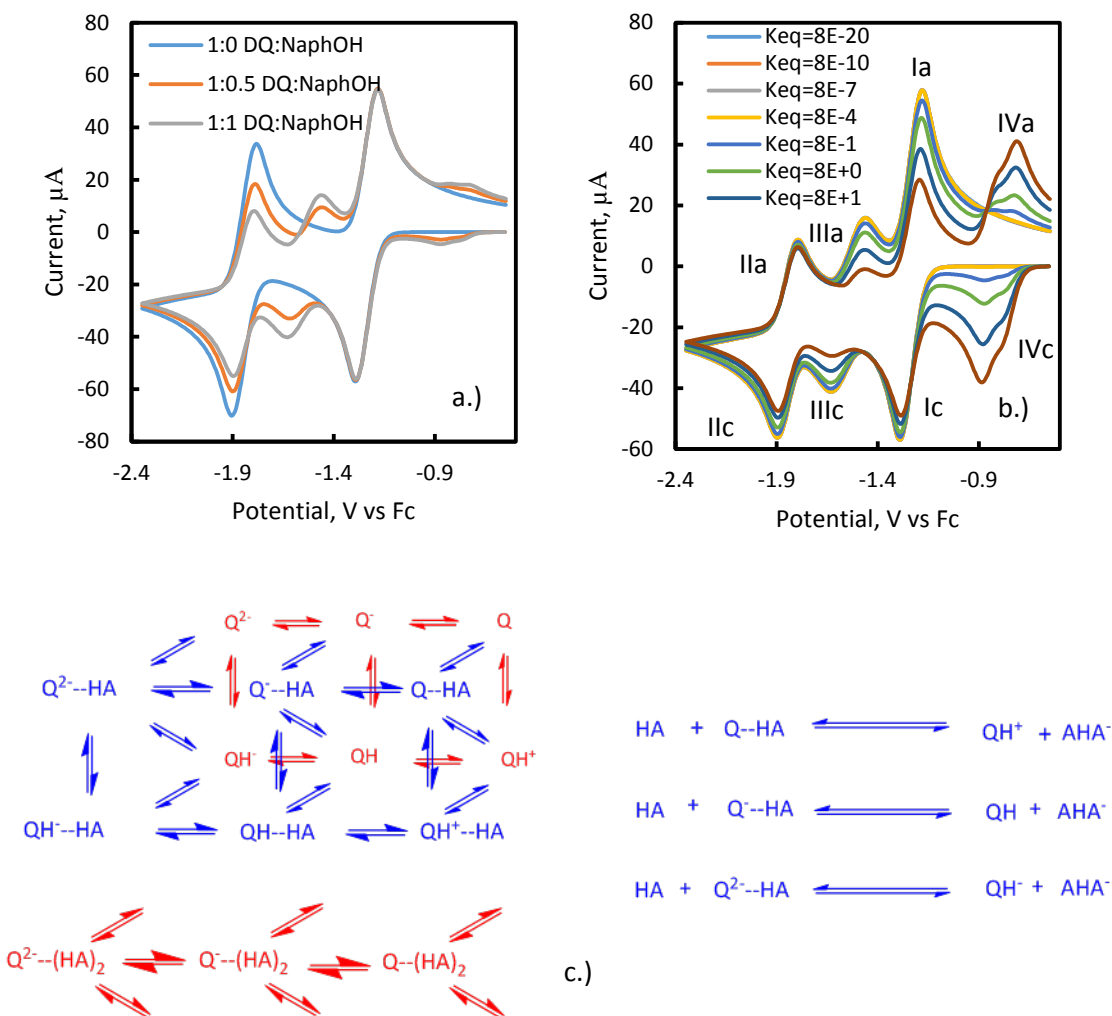 80
60
40
20
0
-20
-40
-60
-80
Current, µA
1:0 DQ:NaphOH
1:0.5 DQ:NaphOH
1:1 DQ:NaphOH
a.)
-2.4 -1.9 -1.4 -0.9
Potential, V vs Fc
80
60
40
20
0
-20
-40
-60
Current, µA
Keq=8E-20
Keq=8E-10
Keq=8E-7
Keq=8E-4
Keq=8E-1
Keq=8E+0
Keq=8E+1
Ia
IVa
IIIa
IIa
IVc
Ic
IIIc
IIc
b.)
-2.4 -1.9 -1.4 -0.9
Potential, V vs Fc
Q²⁻ Q⁻ Q
Q²⁻--HA Q⁻--HA Q--HA
QH⁻ QH QH⁺
QH⁻--HA QH--HA QH⁺--HA
Q²⁻--(HA)₂ Q⁻--(HA)₂ Q--(HA)₂
HA + Q--HA QH⁺ + AHA⁻
HA + Q⁻--HA QH + AHA⁻
HA + Q²⁻--HA QH⁻ + AHA⁻
c.)